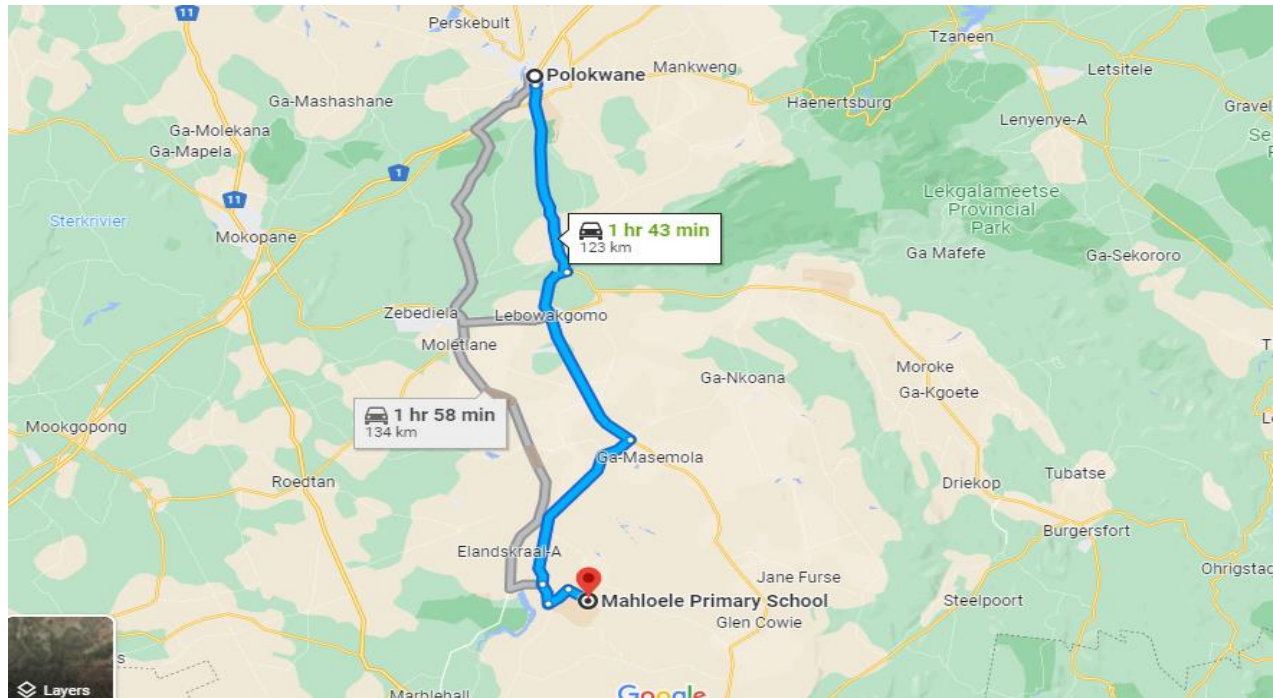 11
Perskebult
Tzaneen
Polokwane
Mankweng
Letsitele
Ga-Mashashane
Haenertsburg
Gravel
Lenyenye-A
Ga-Molekana
Ga-Mapela
1
11
Lekgalameetse
Provincial
Park
Sterkrivier
1 hr 43 min
123 km
Mokopane
Ga Mafefe
Ga-Sekororo
Zebediela
Lebowakgomo
Moletlane
Moroke
Ga-Nkoana
Ga-Kgoete
1 hr 58 min
134 km
Mookgopong
Ga-Masemola
Tubatse
Roedtan
Driekop
Burgersfort
Elandskraal-A
Ohrigstad
Jane Furse
Mahloele Primary School
Steelpoort
Glen Cowie
Layers
Marblehall
Google